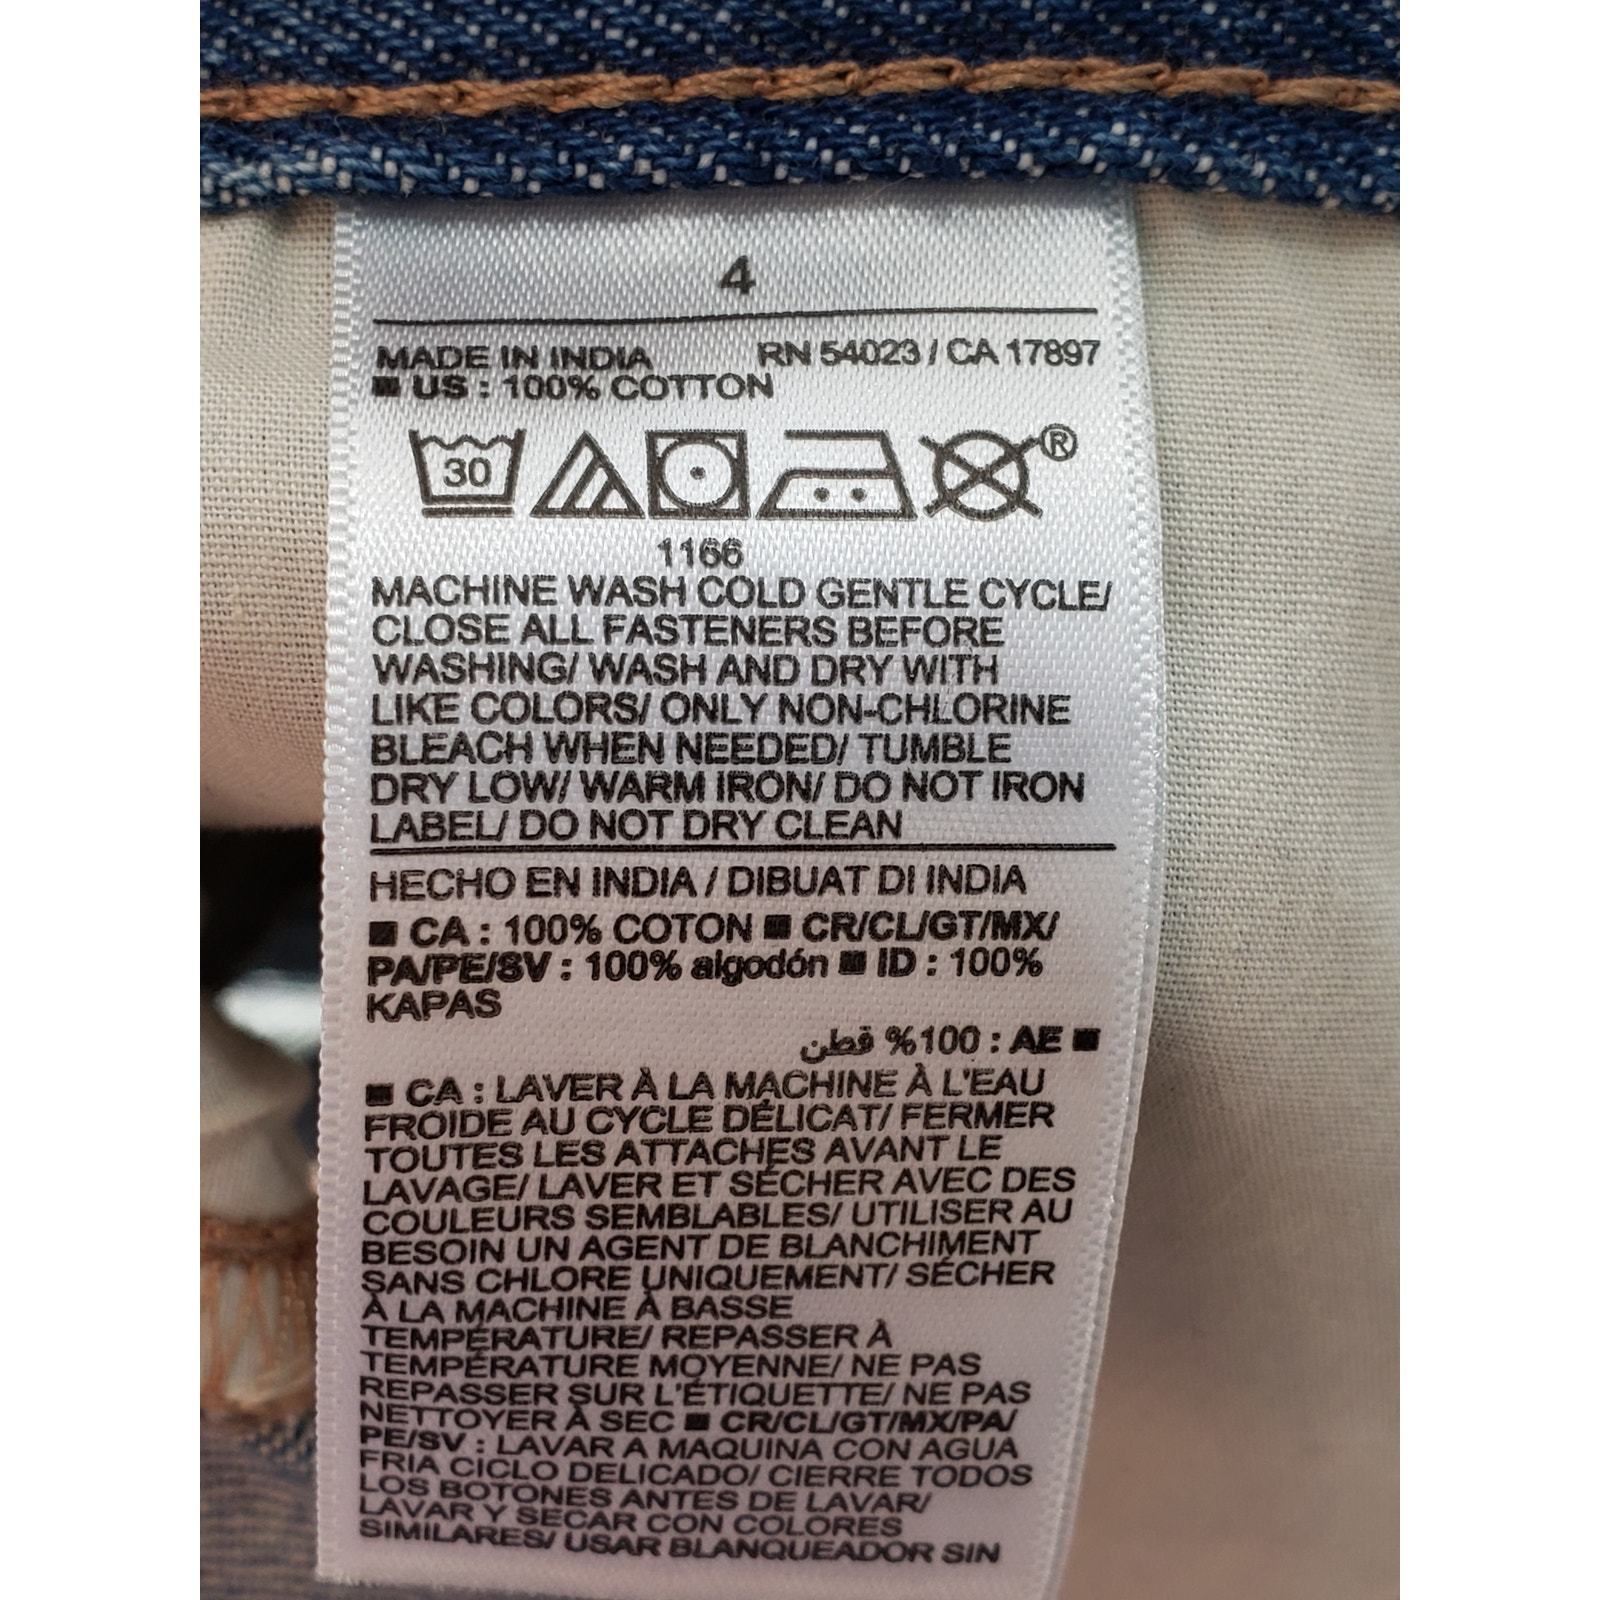 4
MADE IN INDIA RN 54023 / CA 17897
■ US : 100% COTTON
30 ®
1166
MACHINE WASH COLD GENTLE CYCLE/
CLOSE ALL FASTENERS BEFORE
WASHING/ WASH AND DRY WITH
LIKE COLORS/ ONLY NON-CHLORINE
BLEACH WHEN NEEDED/ TUMBLE
DRY LOW/ WARM IRON/ DO NOT IRON
LABEL/ DO NOT DRY CLEAN
HECHO EN INDIA / DIBUAT DI INDIA
■ CA : 100% COTON ■ CR/CL/GT/MX/
PA/PE/SV : 100% algodón ■ ID : 100%
KAPAS
■ AE : 100% قطن
■ CA : LAVER À LA MACHINE À L'EAU
FROIDE AU CYCLE DÉLICAT/ FERMER
TOUTES LES ATTACHES AVANT LE
LAVAGE/ LAVER ET SÉCHER AVEC DES
COULEURS SEMBLABLES/ UTILISER AU
BESOIN UN AGENT DE BLANCHIMENT
SANS CHLORE UNIQUEMENT/ SÉCHER
À LA MACHINE À BASSE
TEMPÉRATURE/ REPASSER À
TEMPÉRATURE MOYENNE/ NE PAS
REPASSER SUR L'ÉTIQUETTE/ NE PAS
NETTOYER À SEC ■ CR/CL/GT/MX/PA/
PE/SV : LAVAR A MAQUINA CON AGUA
FRIA CICLO DELICADO/ CIERRE TODOS
LOS BOTONES ANTES DE LAVAR/
LAVAR Y SECAR CON COLORES
SIMILARES/ USAR BLANQUEADOR SIN